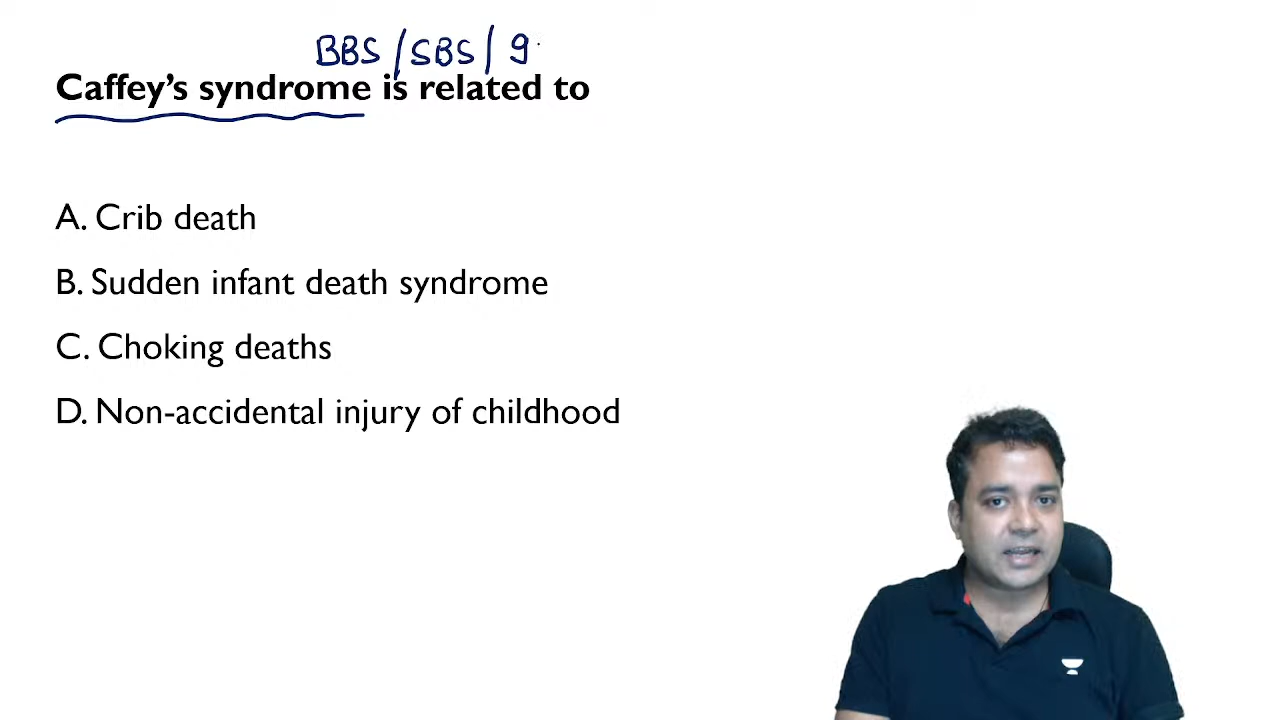 BBS / SBS / 9
Caffey’s syndrome is related to
A. Crib death
B. Sudden infant death syndrome
C. Choking deaths
D. Non-accidental injury of childhood